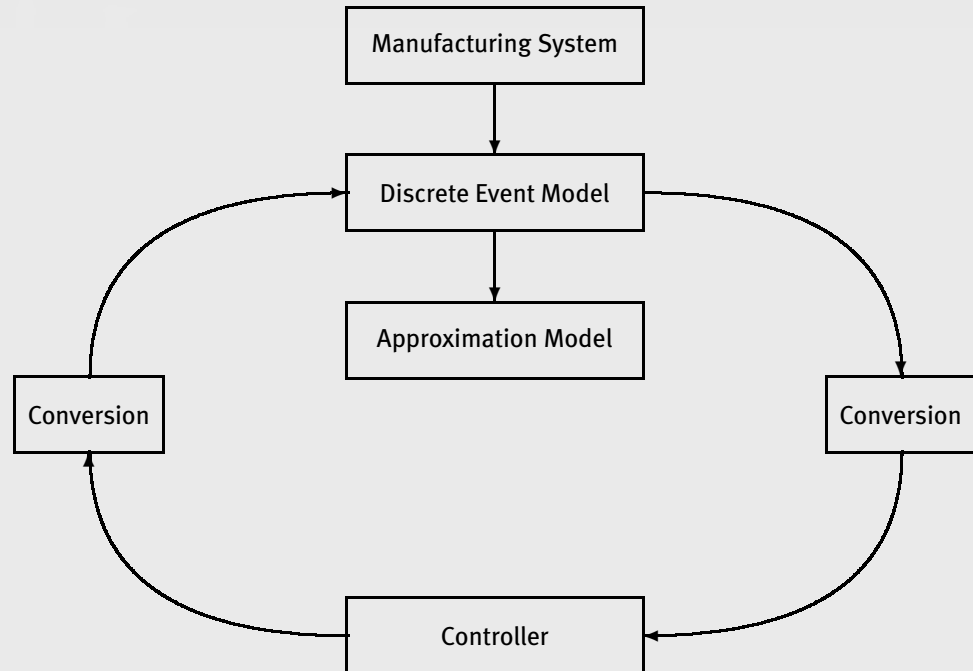 Manufacturing System
Discrete Event Model
Approximation Model
Conversion
Conversion
Controller